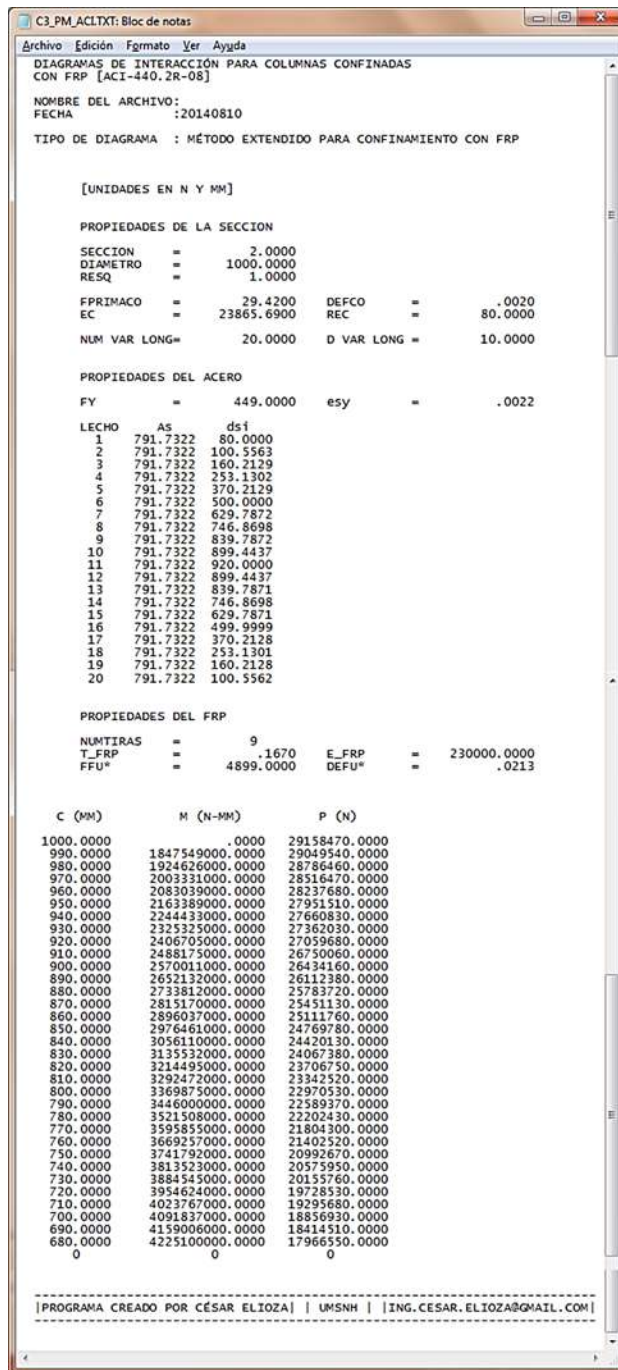 C3_PM_ACI.TXT: Bloc de notas
Archivo Edición Formato Ver Ayuda
DIAGRAMAS DE INTERACCIÓN PARA COLUMNAS CONFINADAS
CON FRP [ACI-440.2R-08]
NOMBRE DEL ARCHIVO:
FECHA :20140810
TIPO DE DIAGRAMA : MÉTODO EXTENDIDO PARA CONFINAMIENTO CON FRP
[UNIDADES EN N Y MM]
PROPIEDADES DE LA SECCION
SECCION = 2.0000
DIAMETRO = 1000.0000
RESQ = 1.0000
FPRIMACO = 29.4200 DEFCO = .0020
EC = 23865.6900 REC = 80.0000
NUM VAR LONG= 20.0000 D VAR LONG = 10.0000
PROPIEDADES DEL ACERO
FY = 449.0000 esy = .0022
LECHO As dsi
1 791.7322 80.0000
2 791.7322 100.5563
3 791.7322 160.2129
4 791.7322 253.1302
5 791.7322 370.2129
6 791.7322 500.0000
7 791.7322 629.7872
8 791.7322 746.8698
9 791.7322 839.7872
10 791.7322 899.4437
11 791.7322 920.0000
12 791.7322 899.4437
13 791.7322 839.7871
14 791.7322 746.8698
15 791.7322 629.7871
16 791.7322 499.9999
17 791.7322 370.2128
18 791.7322 253.1301
19 791.7322 160.2128
20 791.7322 100.5562
PROPIEDADES DEL FRP
NUMTIRAS = 9
T_FRP = .1670 E_FRP = 230000.0000
FFU* = 4899.0000 DEFU* = .0213
C (MM) M (N-MM) P (N)
1000.0000 .0000 29158470.0000
990.0000 1847549000.0000 29049540.0000
980.0000 1924626000.0000 28786460.0000
970.0000 2003331000.0000 28516470.0000
960.0000 2083039000.0000 28237680.0000
950.0000 2163389000.0000 27951510.0000
940.0000 2244433000.0000 27660830.0000
930.0000 2325325000.0000 27362030.0000
920.0000 2406705000.0000 27059680.0000
910.0000 2488175000.0000 26750060.0000
900.0000 2570011000.0000 26434160.0000
890.0000 2652132000.0000 26112380.0000
880.0000 2733812000.0000 25783720.0000
870.0000 2815170000.0000 25451130.0000
860.0000 2896037000.0000 25111760.0000
850.0000 2976461000.0000 24769780.0000
840.0000 3056110000.0000 24420130.0000
830.0000 3135532000.0000 24067380.0000
820.0000 3214495000.0000 23706750.0000
810.0000 3292472000.0000 23342520.0000
800.0000 3369875000.0000 22970530.0000
790.0000 3446000000.0000 22589370.0000
780.0000 3521508000.0000 22202430.0000
770.0000 3595855000.0000 21804300.0000
760.0000 3669257000.0000 21402520.0000
750.0000 3741792000.0000 20992670.0000
740.0000 3813523000.0000 20575950.0000
730.0000 3884545000.0000 20155760.0000
720.0000 3954624000.0000 19728530.0000
710.0000 4023767000.0000 19295680.0000
700.0000 4091837000.0000 18856930.0000
690.0000 4159006000.0000 18414510.0000
680.0000 4225100000.0000 17966550.0000
0 0 0
|PROGRAMA CREADO POR CÉSAR ELIOZA| | UMSNH | |ING.CESAR.ELIOZA@GMAIL.COM|